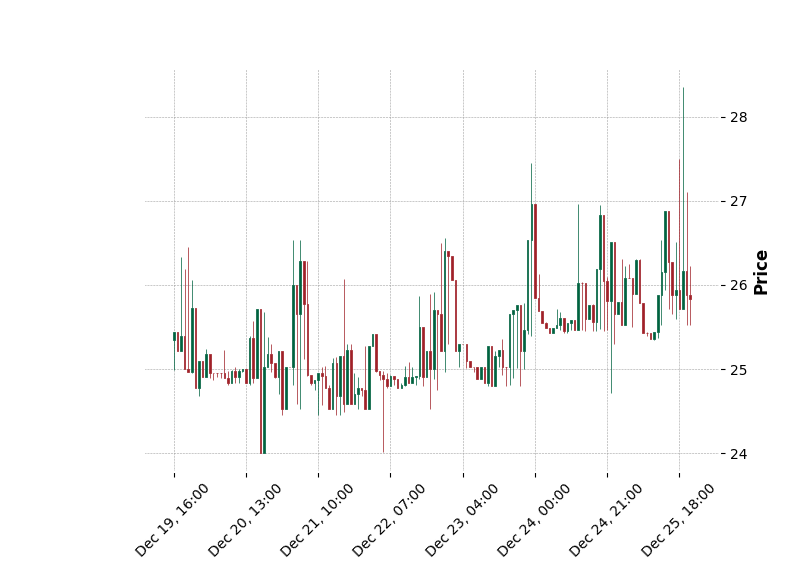 28
27
Price
26
25
24
Dec 19, 16:00
Dec 20, 13:00
Dec 21, 10:00
Dec 22, 07:00
Dec 23, 04:00
Dec 24, 00:00
Dec 24, 21:00
Dec 25, 18:00